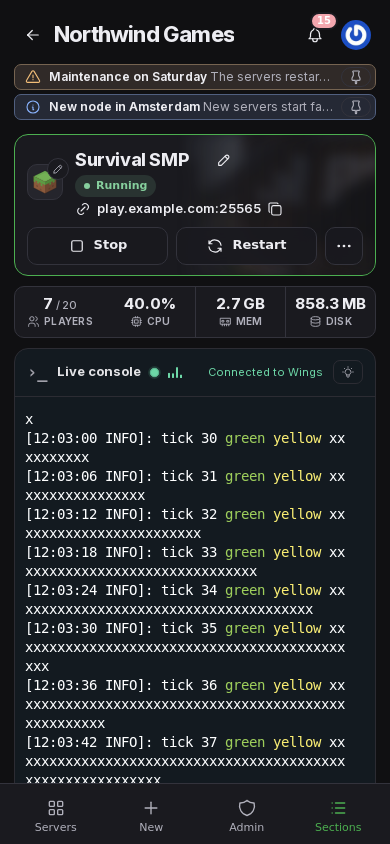 Northwind Games
15
Maintenance on Saturday The servers restar...
New node in Amsterdam New servers start fa...
Survival SMP
Running
play.example.com:25565
Stop
Restart
7 / 20
PLAYERS
40.0%
CPU
2.7 GB
MEM
858.3 MB
DISK
Live console
Connected to Wings
x
[12:03:00 INFO]: tick 30 green yellow xx
xxxxxxxx
[12:03:06 INFO]: tick 31 green yellow xx
xxxxxxxxxxxxxxx
[12:03:12 INFO]: tick 32 green yellow xx
xxxxxxxxxxxxxxxxxxxxxx
[12:03:18 INFO]: tick 33 green yellow xx
xxxxxxxxxxxxxxxxxxxxxxxxxxxxx
[12:03:24 INFO]: tick 34 green yellow xx
xxxxxxxxxxxxxxxxxxxxxxxxxxxxxxxxxxxx
[12:03:30 INFO]: tick 35 green yellow xx
xxxxxxxxxxxxxxxxxxxxxxxxxxxxxxxxxxxxxxxx
xxx
[12:03:36 INFO]: tick 36 green yellow xx
xxxxxxxxxxxxxxxxxxxxxxxxxxxxxxxxxxxxxxxx
xxxxxxxxxx
[12:03:42 INFO]: tick 37 green yellow xx
xxxxxxxxxxxxxxxxxxxxxxxxxxxxxxxxxxxxxxxx
xxxxxxxxxxxxxxxxx
Servers
New
Admin
Sections